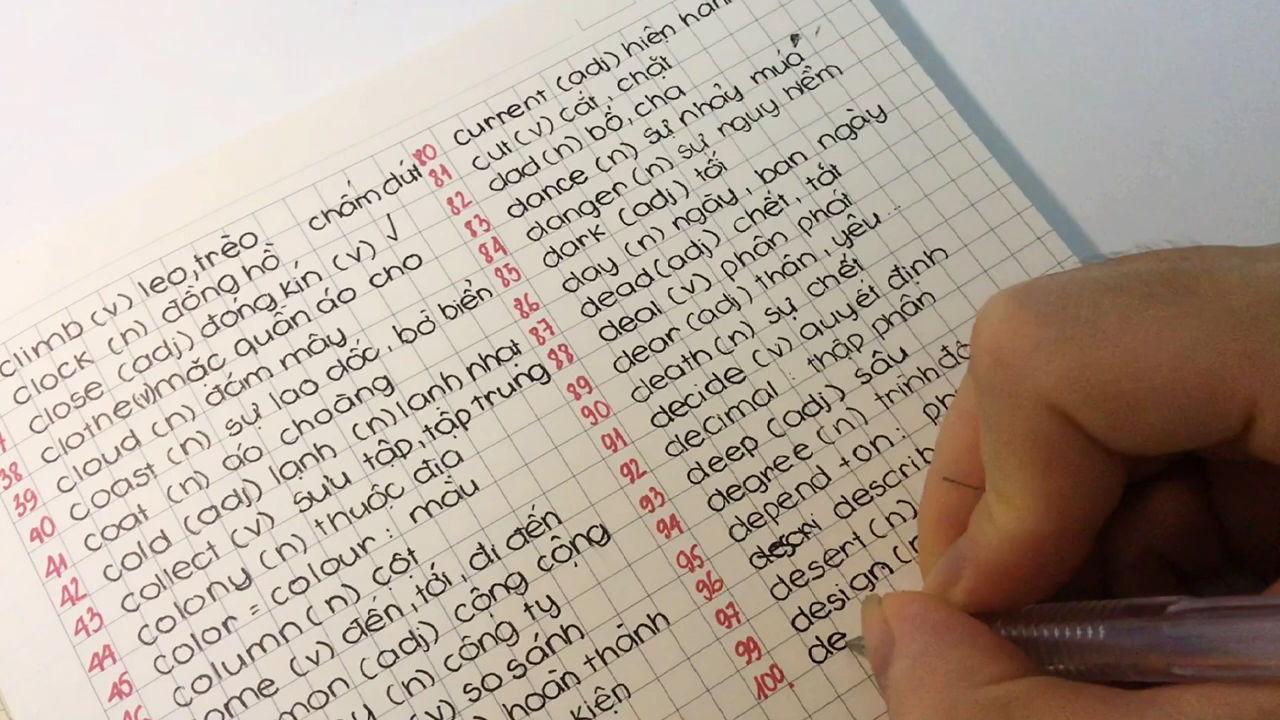 climb (v) leo, trèo
clock (n) đồng hồ
close (adj) đóng kín (v) ✓ chấm dứt
38 clothe (v) mặc quần áo cho
39 cloud (n) đám mây
40 coast (n) sự lao dốc, bờ biển
41 coat (n) áo choàng
42 cold (adj) lạnh (n) lạnh nhạt
43 collect (v) sưu tập, tập trung
44 colony (n) thuộc địa
45 color = colour : màu
column (n) cột
ome (v) đến, tới, đi đến
mon (adj) công cộng
(n) công ty
(v) so sánh
hoàn thành
kiện
80 current (adj) hiện hàn
81 cut (v) cắt, chặt
82 dad (n) bố, cha
83 dance (n) sự nhảy múa
84 danger (n) sự nguy hiểm
85 dark (adj) tối
86 day (n) ngày, ban ngày
87 dead (adj) chết, tắt
88 deal (v) phân phát
89 dear (adj) thân, yêu...
90 death (n) sự chết
91 decide (v) quyết định
92 decimal : thập phân
93 deep (adj) sâu
94 degree (n) trình độ
95 depend + on : ph
96 describ
97 desert (n)
99 design (n
100 de